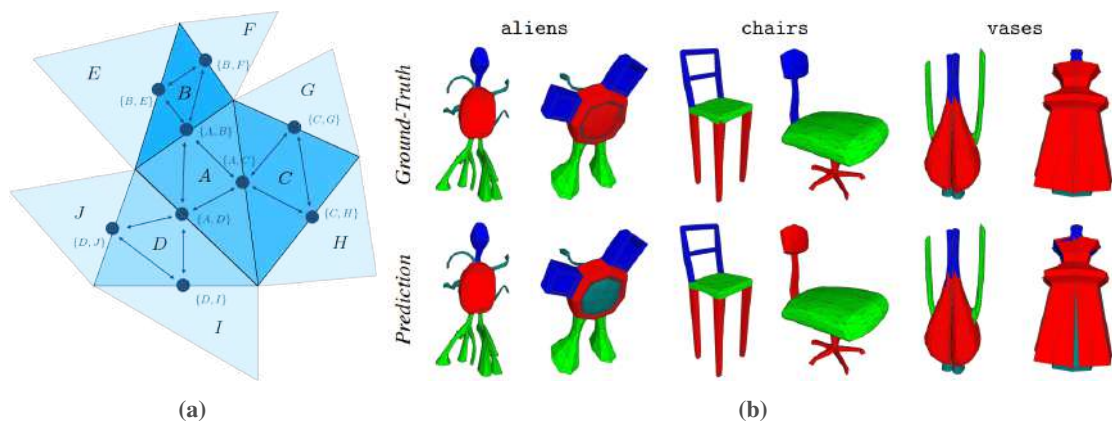 F
E
{B, F}
B
{B, E}
G
{A, B}
{C, G}
{A, C}
A
C
J
{A, D}
{C, H}
{D, J}
D
H
{D, I}
I
(a)
aliens chairs vases
Ground-Truth
Prediction
(b)